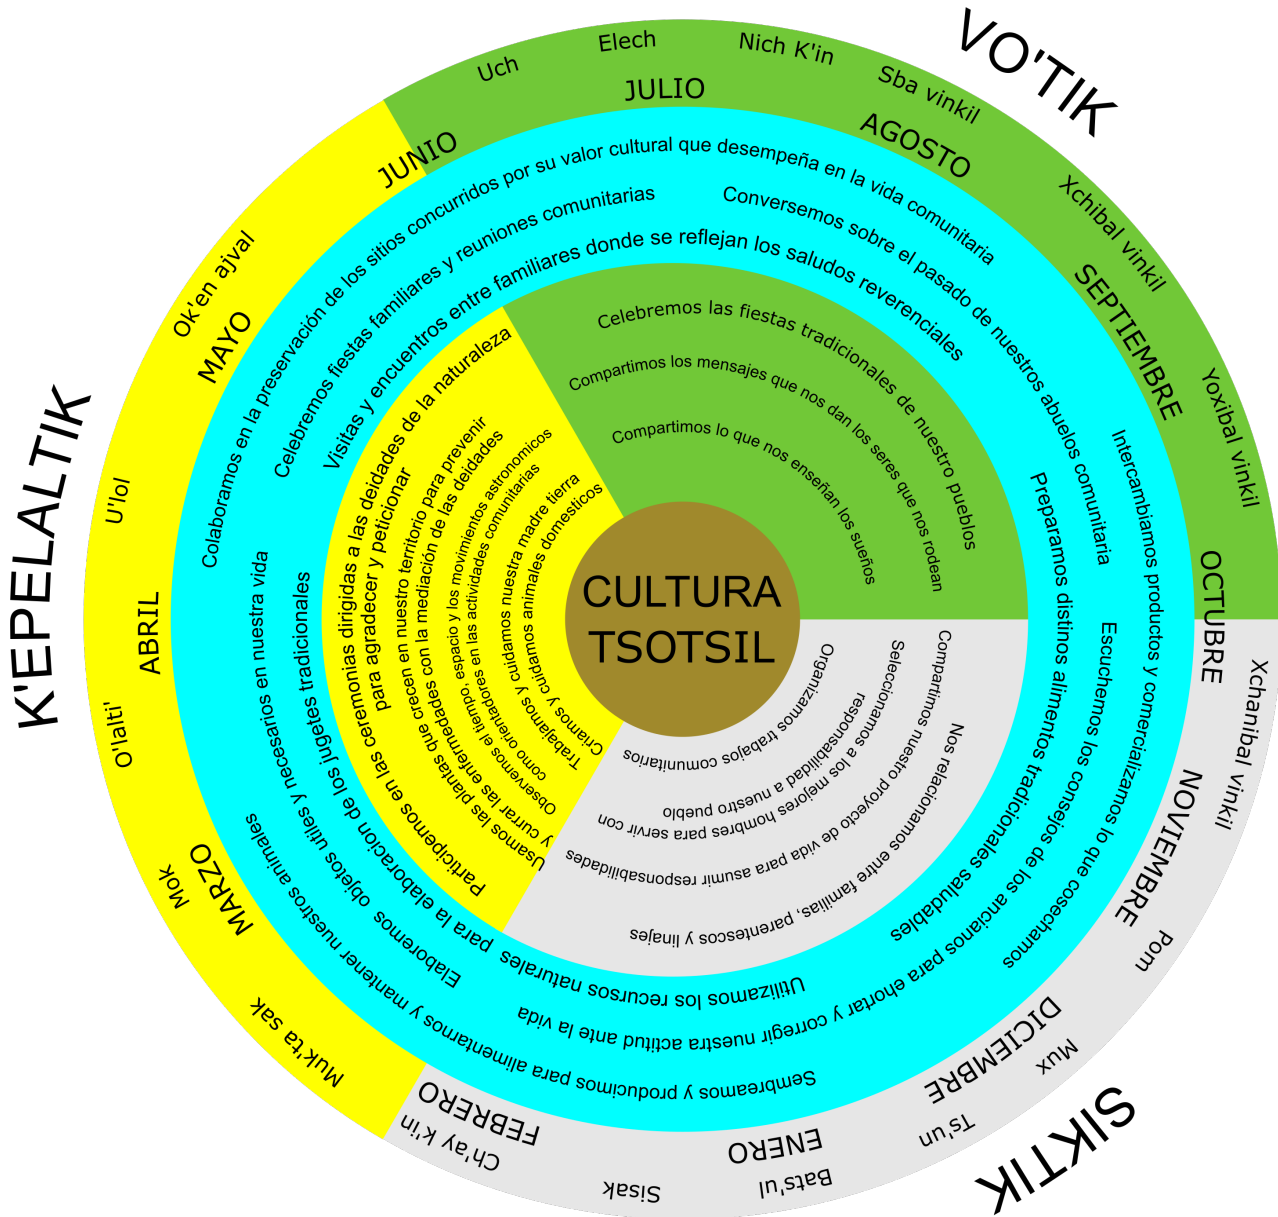 VO'TIK
Uch
Elech
Nich K'in
Sba vinkil
Xchibal vinkil
Yoxibal vinkil
Xchanibal vinkil
Pom
Mux
Ts'un
Bats'ul
Sisak
Ch'ay k'in
Muk'ta sak
Mok
O'lalti'
U'lol
Ok'en ajval
K'EPELALTIK
SIKTIK
JUNIO
JULIO
AGOSTO
SEPTIEMBRE
OCTUBRE
NOVIEMBRE
DICIEMBRE
ENERO
FEBRERO
MARZO
ABRIL
MAYO
Colaboramos en la preservación de los sitios concurridos por su valor cultural que desempeña en la vida comunitaria
Celebremos fiestas familiares y reuniones comunitarias
Conversemos sobre el pasado de nuestros abuelos comunitaria
Visitas y encuentros entre familiares donde se reflejan los saludos reverenciales
Intercambiamos productos y comercializamos lo que cosechamos
Escuchemos los consejos de los ancianos para ehortar y corregir nuestra actitud ante la vida
Preparamos distinos alimentos tradicionales saludables
Sembreamos y producimos para alimentarnos y mantener nuestros animales
Utilizamos los recursos naturales para la elaboracion de los jugetes tradicionales
Elaboremos objetos utiles y necesarios en nuestra vida
Celebremos las fiestas tradicionales de nuestro pueblos
Compartimos los mensajes que nos dan los seres que nos rodean
Compartimos lo que nos enseñan los sueños
Nos relacionamos entre familias, parentescos y linajes
Compartimos nuestro proyecto de vida para asumir responsabilidades
Seleccionamos a los mejores hombres para servir con
responsabilidad a nuestro pueblo
Organizamos trabajos comunitarios
Participemos en las ceremonias dirigidas a las deidades de la naturaleza
para agradecer y peticionar
Usamos las plantas que crecen en nuestro territorio para prevenir
y currar las enfermedades con la mediación de las deidades
Observemos el tiempo, espacio y los movimientos astronomicos
como orientadores en las actividades comunitarias
Trabajamos y cuidamos nuestra madre tierra
Criamos y cuidamos animales domesticos
CULTURA
TSOTSIL